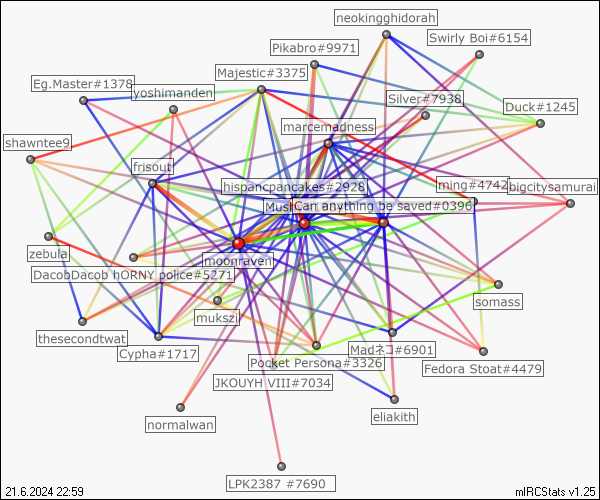 neokingghidorah
Swirly Boi#6154
Pikabro#9971
Majestic#3375
Eg.Master#1378
yoshimanden
Silver#7938
Duck#1245
marcemadness
shawntee9
frisout
hispancpancakes#2928
ming#4742
bigcitysamurai
Can anything be saved#0396
zebula
moonraven
DacobDacob hORNY police#5271
somass
mukszi
thesecondtwat
Cypha#1717
Madネコ#6901
Pocket Persona#3326
Fedora Stoat#4479
JKOUYH VIII#7034
eliakith
normalwan
LPK2387 #7690
21.6.2024 22:59
mIRCStats v1.25